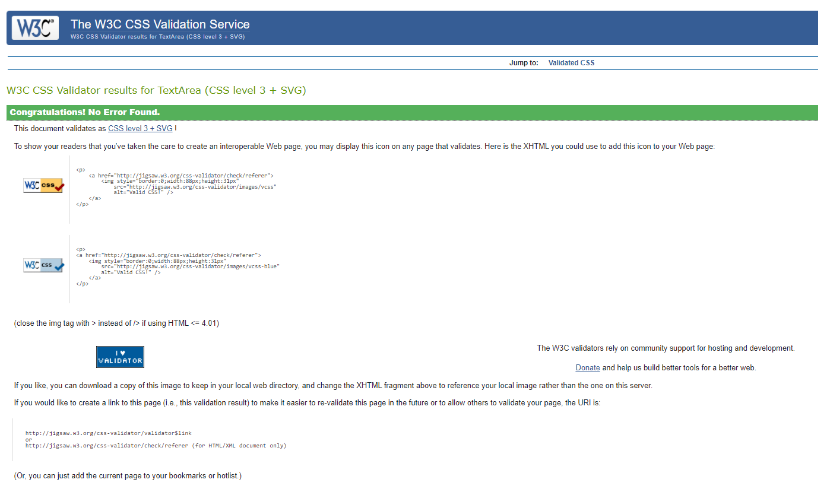 W3C®
The W3C CSS Validation Service
W3C CSS Validator results for TextArea (CSS level 3 + SVG)
Jump to: Validated CSS
W3C CSS Validator results for TextArea (CSS level 3 + SVG)
Congratulations! No Error Found.
This document validates as CSS level 3 + SVG !
To show your readers that you've taken the care to create an interoperable Web page, you may display this icon on any page that validates. Here is the XHTML you could use to add this icon to your Web page:
<p>
<a href="http://jigsaw.w3.org/css-validator/check/referer">
<img style="border:0;width:88px;height:31px"
src="http://jigsaw.w3.org/css-validator/images/vcss"
alt="Valid CSS!" />
</a>
</p>
W3C css
<p>
<a href="http://jigsaw.w3.org/css-validator/check/referer">
<img style="border:0;width:88px;height:31px"
src="http://jigsaw.w3.org/css-validator/images/vcss-blue"
alt="Valid CSS!" />
</a>
</p>
W3C css
(close the img tag with > instead of /> if using HTML <= 4.01)
I ♥
VALIDATOR
The W3C validators rely on community support for hosting and development.
Donate and help us build better tools for a better web.
If you like, you can download a copy of this image to keep in your local web directory, and change the XHTML fragment above to reference your local image rather than the one on this server.
If you would like to create a link to this page (i.e., this validation result) to make it easier to re-validate this page in the future or to allow others to validate your page, the URI is:
http://jigsaw.w3.org/css-validator/validator$link
or
http://jigsaw.w3.org/css-validator/check/referer (for HTML/XML document only)
(Or, you can just add the current page to your bookmarks or hotlist.)